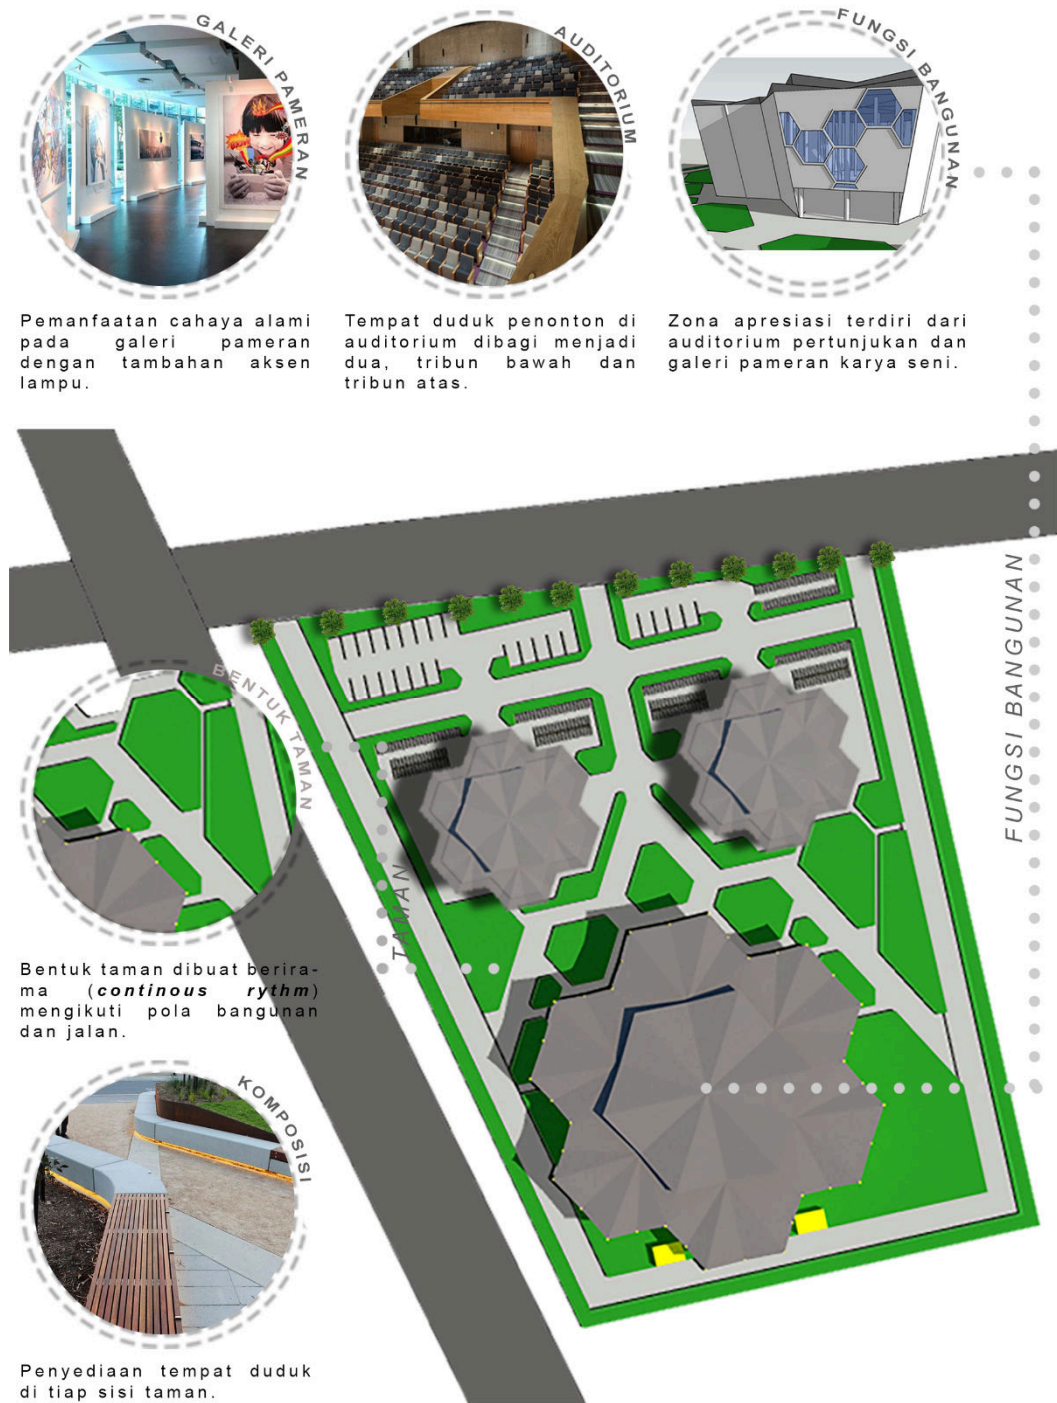 GALERI PAMERAN
AUDITORIUM
FUNGSI BANGUNAN
Pemanfaatan cahaya alami
pada galeri pameran
dengan tambahan aksen
lampu.
Tempat duduk penonton di
auditorium dibagi menjadi
dua, tribun bawah dan
tribun atas.
Zona apresiasi terdiri dari
auditorium pertunjukan dan
galeri pameran karya seni.
FUNGSI BANGUNAN
BENTUK TAMAN
TAMAN
Bentuk taman dibuat berira-
ma (continous rythm)
mengikuti pola bangunan
dan jalan.
KOMPOSISI
Penyediaan tempat duduk
di tiap sisi taman.